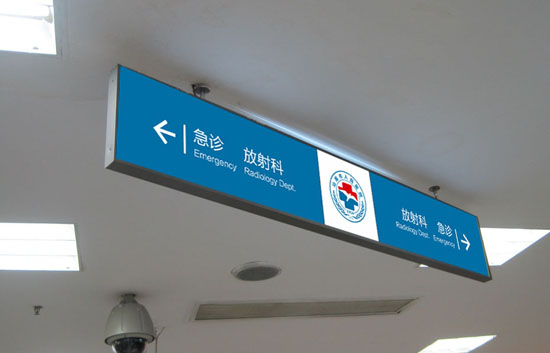 急诊 放射科
Emergency Radiology Dept.
放射科 急诊
Radiology Dept. Emergency